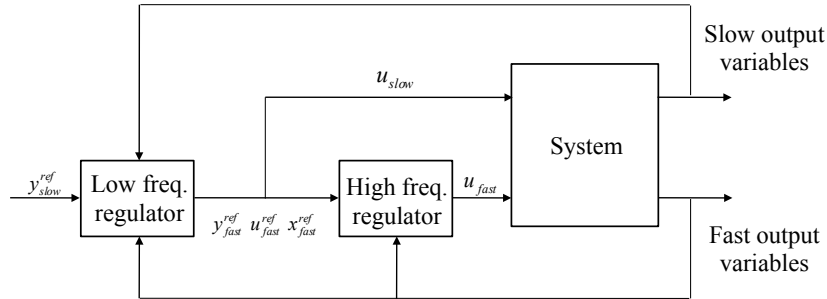 Slow output
variables
u_slow
System
y_slow^ref
Low freq.
regulator
High freq.
regulator
u_fast
y_fast^ref u_fast^ref x_fast^ref
Fast output
variables